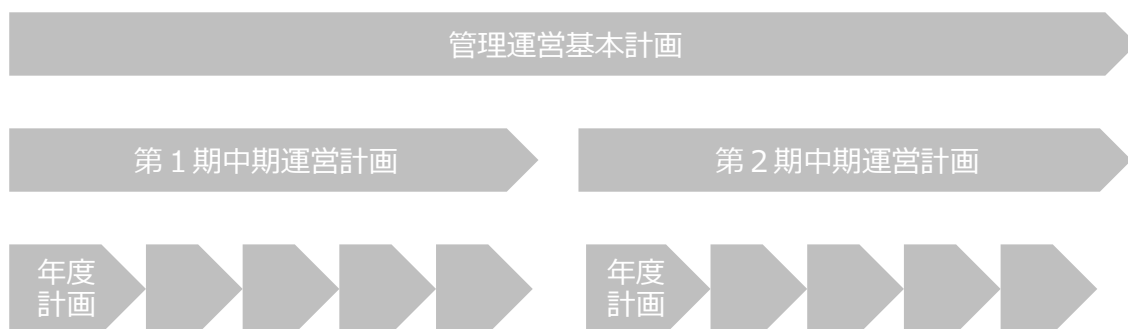 管理運営基本計画
第１期中期運営計画
第２期中期運営計画
年度
計画
年度
計画